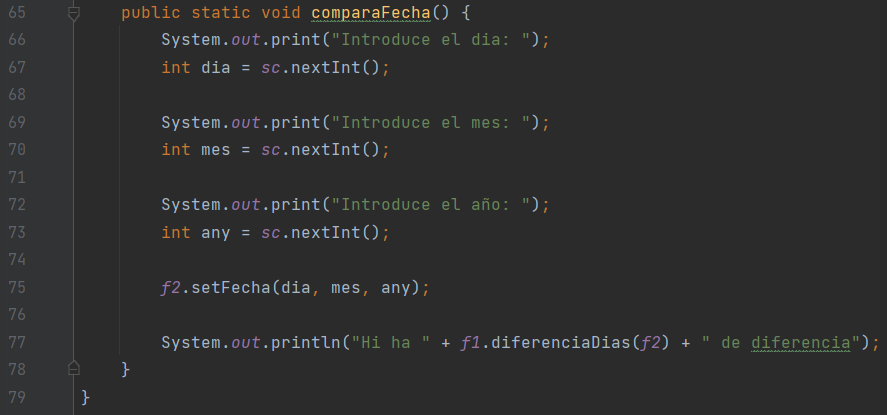 65 public static void comparaFecha() {
66 System.out.print("Introduce el dia: ");
67 int dia = sc.nextInt();
68
69 System.out.print("Introduce el mes: ");
70 int mes = sc.nextInt();
71
72 System.out.print("Introduce el año: ");
73 int any = sc.nextInt();
74
75 f2.setFecha(dia, mes, any);
76
77 System.out.println("Hi ha " + f1.diferenciaDias(f2) + " de diferencia");
78 }
79 }